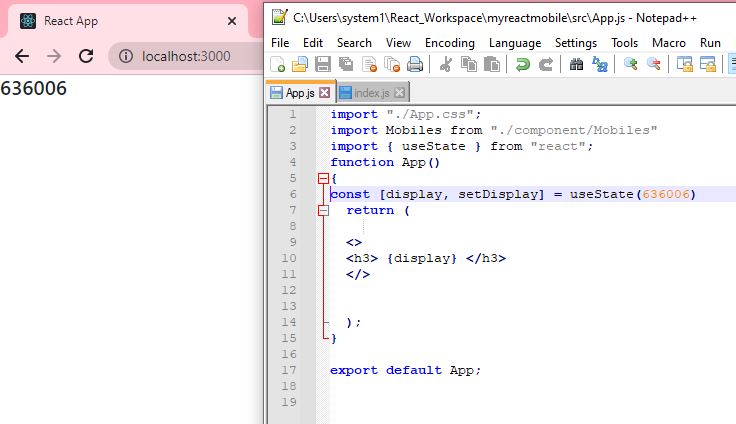 React App
localhost:3000
636006
C:\Users\system1\React_Workspace\myreactmobile\src\App.js - Notepad++
File Edit Search View Encoding Language Settings Tools Macro Run
App.js index.js
1 import "./App.css";
2 import Mobiles from "./component/Mobiles"
3 import { useState } from "react";
4 function App()
5 {
6 const [display, setDisplay] = useState(636006)
7 return (
8
9 <>
10 <h3> {display} </h3>
11 </>
12
13
14 );
15 }
16
17 export default App;
18
19